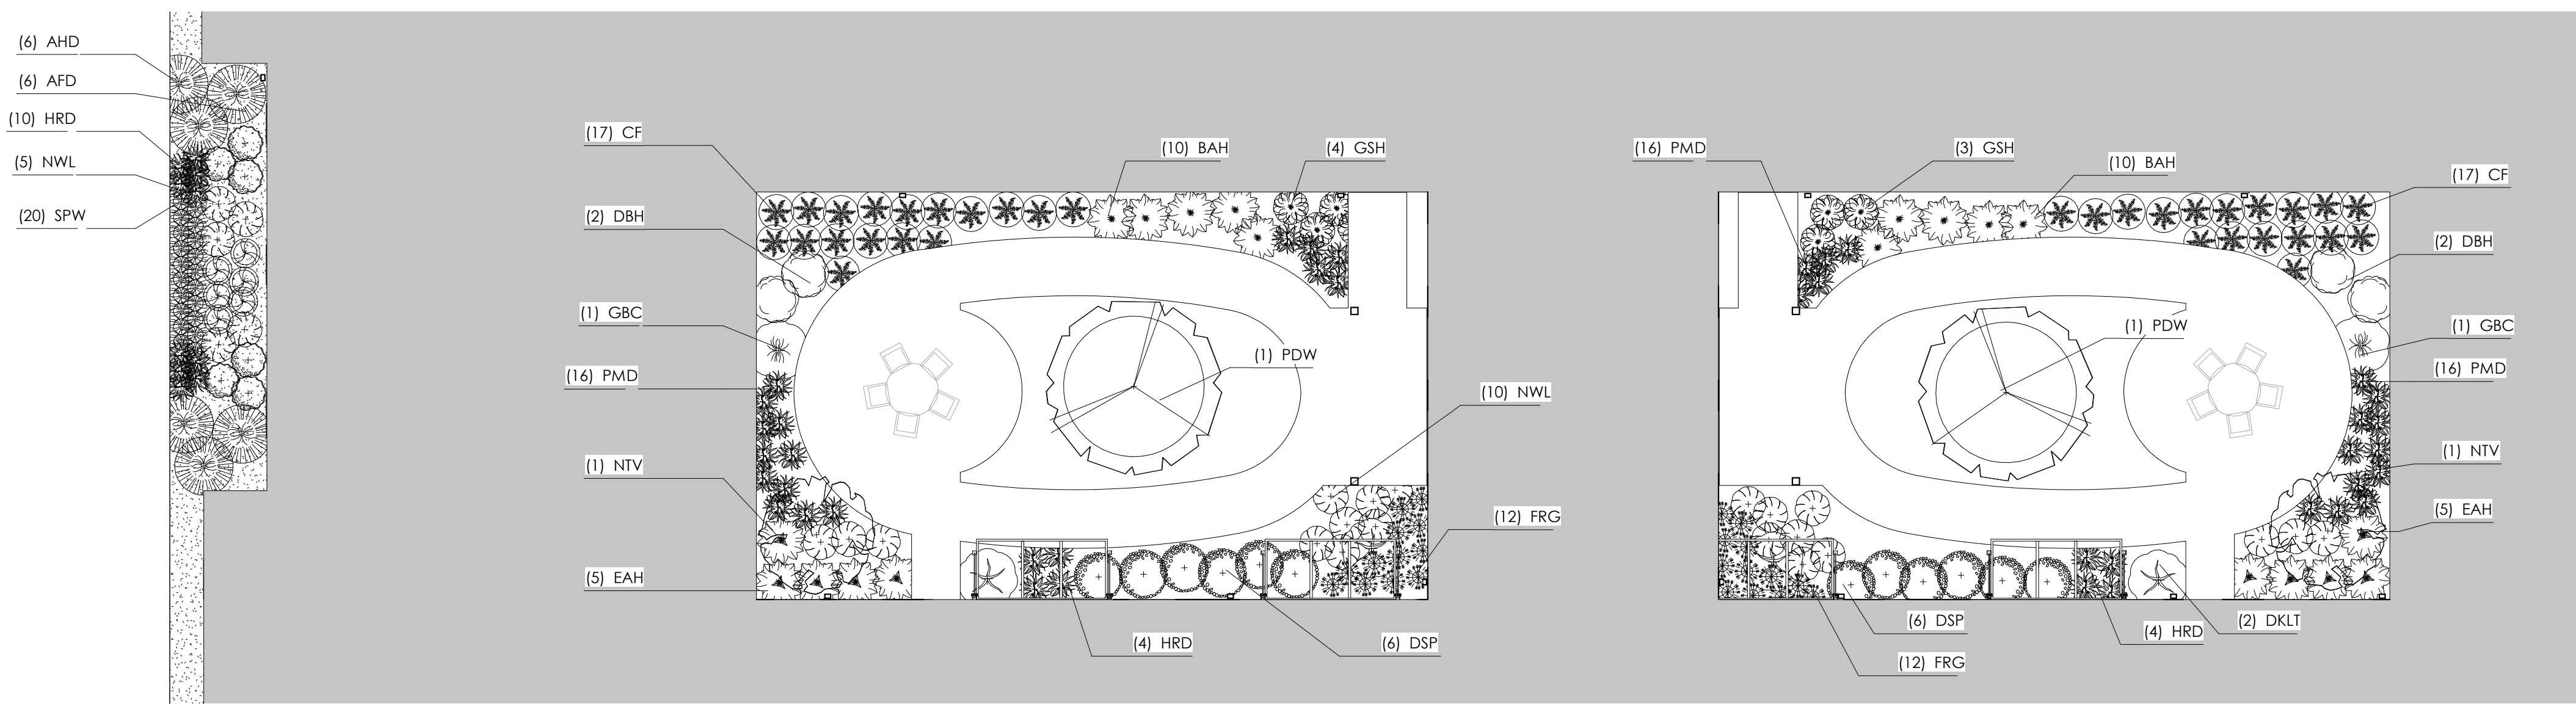 (6) AHD
(6) AFD
(10) HRD
(5) NWL
(20) SPW
(17) CF
(2) DBH
(1) GBC
(16) PMD
(1) NTV
(5) EAH
(10) BAH
(4) GSH
(1) PDW
(10) NWL
(12) FRG
(4) HRD
(6) DSP
(16) PMD
(3) GSH
(10) BAH
(17) CF
(2) DBH
(1) PDW
(1) GBC
(16) PMD
(1) NTV
(5) EAH
(6) DSP
(2) DKLT
(4) HRD
(12) FRG